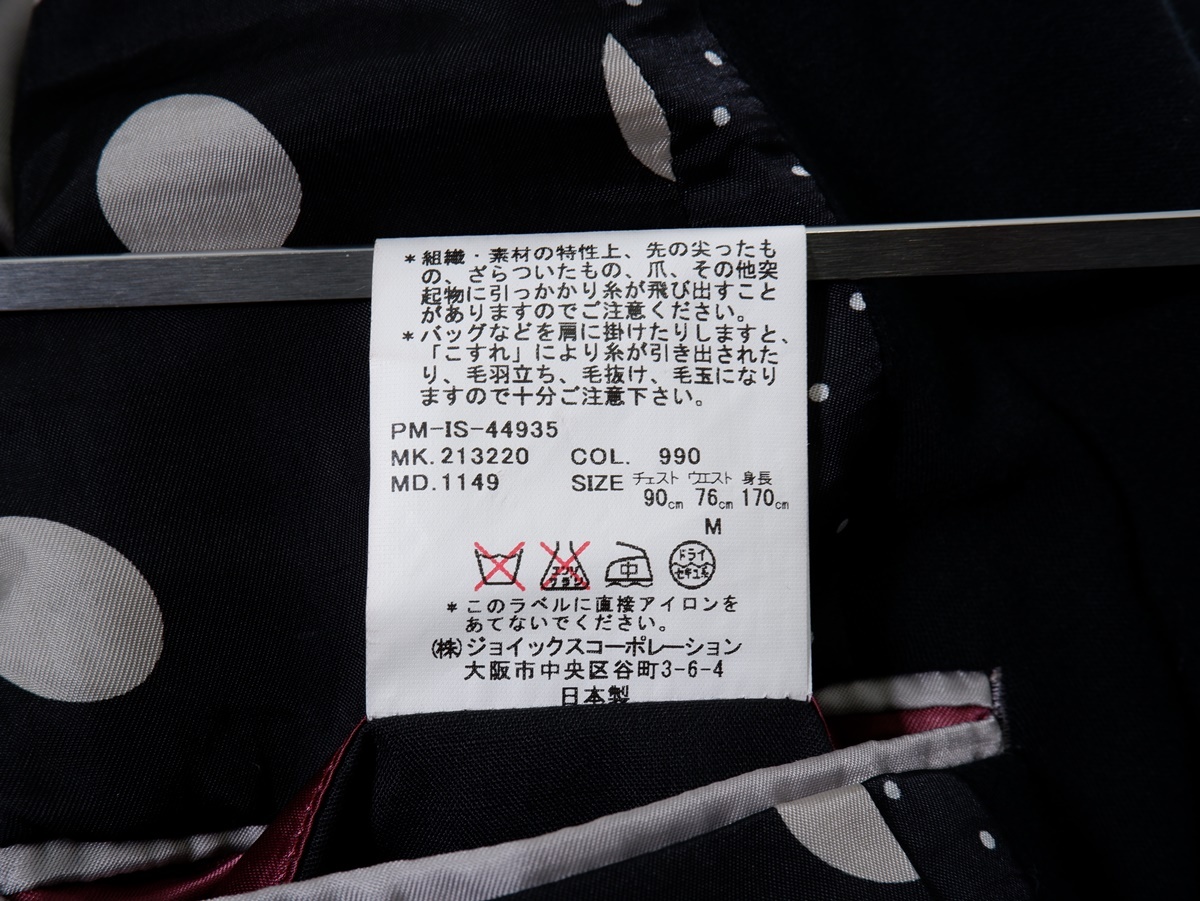 *組織・素材の特性上、先の尖ったも
の、ざらついたもの、爪、その他突
起物に引っかかり糸が飛び出すこと
がありますのでご注意ください。
*バッグなどを肩に掛けたりしますと、
「こすれ」により糸が引き出された
り、毛羽立ち、毛抜け、毛玉になり
ますので十分ご注意下さい。
PM-IS-44935
MK.213220 COL. 990
MD.1149 SIZE チェスト ウエスト 身長
90cm 76cm 170cm
M
エンソ サラシ 中 ドライ セキユ系
*このラベルに直接アイロンを
あてないでください。
㈱ジョイックスコーポレーション
大阪市中央区谷町3-6-4
日本製